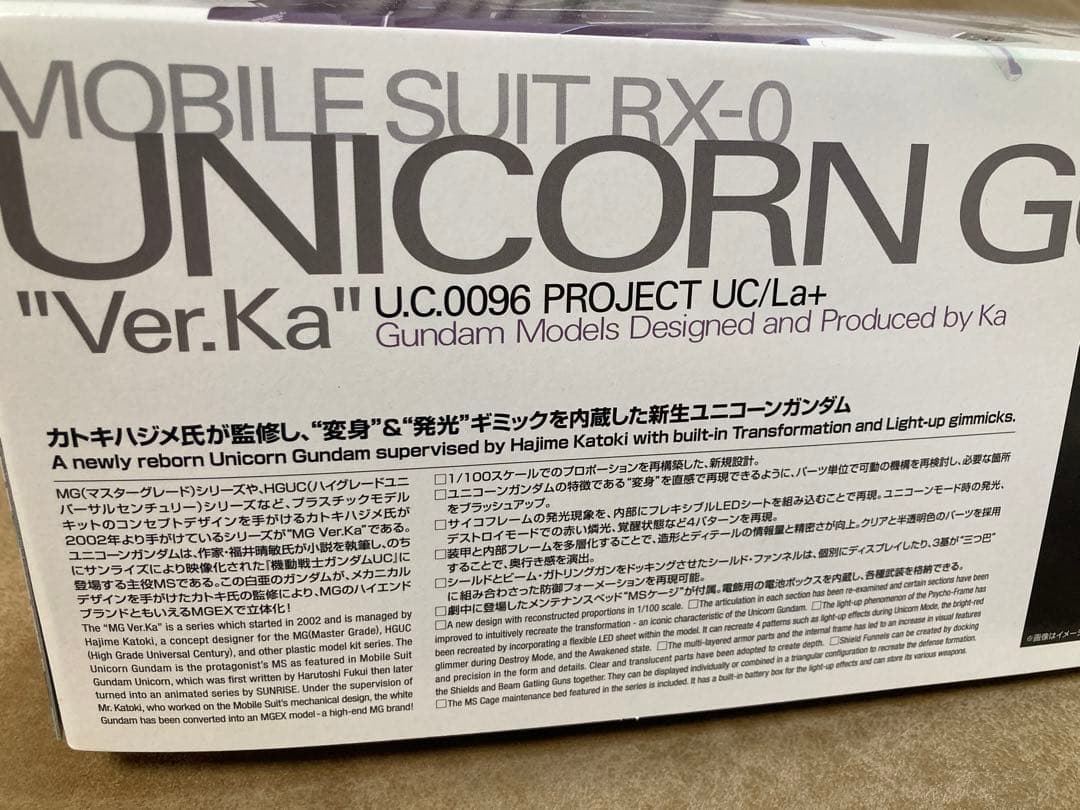 MOBILE SUIT RX-0
UNICORN G
"Ver.Ka"
U.C.0096 PROJECT UC/La+
Gundam Models Designed and Produced by Ka
カトキハジメ氏が監修し、“変身”&“発光”ギミックを内蔵した新生ユニコーンガンダム
A newly reborn Unicorn Gundam supervised by Hajime Katoki with built-in Transformation and Light-up gimmicks.
MG(マスターグレード)シリーズや、HGUC(ハイグレードユニ
バーサルセンチュリー)シリーズなど、プラスチックモデル
キットのコンセプトデザインを手がけるカトキハジメ氏が
2002年より手がけているシリーズが“MG Ver.Ka”である。
ユニコーンガンダムは、作家・福井晴敏氏が小説を執筆し、のち
にサンライズにより映像化された『機動戦士ガンダムUC』に
登場する主役MSである。この白亜のガンダムが、メカニカル
デザインを手がけたカトキ氏の監修により、MGのハイエンド
ブランドともいえるMGEXで立体化!
The "MG Ver.Ka" is a series which started in 2002 and is managed by
Hajime Katoki, a concept designer for the MG(Master Grade), HGUC
(High Grade Universal Century), and other plastic model kit series. The
Unicorn Gundam is the protagonist's MS as featured in Mobile Suit
Gundam Unicorn, which was first written by Harutoshi Fukui then later
turned into an animated series by SUNRISE. Under the supervision of
Mr. Katoki, who worked on the Mobile Suit's mechanical design, the white
Gundam has been converted into an MGEX model - a high-end MG brand!
□1/100スケールでのプロポーションを再構築した、新規設計。
□ユニコーンガンダムの特徴である“変身”を直感で再現できるように、パーツ単位で可動の機構を再検討し、必要な箇所
をブラッシュアップ。
□サイコフレームの発光現象を、内部にフレキシブルLEDシートを組み込むことで再現。ユニコーンモード時の発光、
デストロイモードでの赤い燐光、覚醒状態など4パターンを再現。
□装甲と内部フレームを多層化することで、造形とディテールの情報量と精密さが向上。クリアと半透明色のパーツを採用
することで、奥行き感を演出。
□シールドとビーム・ガトリングガンをドッキングさせたシールド・ファンネルは、個別にディスプレイしたり、3基が“三つ巴”
に組み合わさった防御フォーメーションを再現可能。
□劇中に登場したメンテナンスベッド“MSケージ”が付属。電飾用の電池ボックスを内蔵し、各種武装を格納できる。
□A new design with reconstructed proportions in 1/100 scale. □The articulation in each section has been re-examined and certain sections have been
improved to intuitively recreate the transformation - an iconic characteristic of the Unicorn Gundam. □The light-up phenomenon of the Psycho-Frame has
been recreated by incorporating a flexible LED sheet within the model. It can recreate 4 patterns such as light-up effects during Unicorn Mode, the bright-red
glimmer during Destroy Mode, and the Awakened state. □The multi-layered armor parts and the internal frame has led to an increase in visual features
and precision in the form and details. Clear and translucent parts have been adopted to create depth. □Shield Funnels can be created by docking
the Shields and Beam Gatling Guns together. They can be displayed individually or combined in a triangular configuration to recreate the defense formation.
□The MS Cage maintenance bed featured in the series is included. It has a built-in battery box for the light-up effects and can store its various weapons.
※画像はイメー